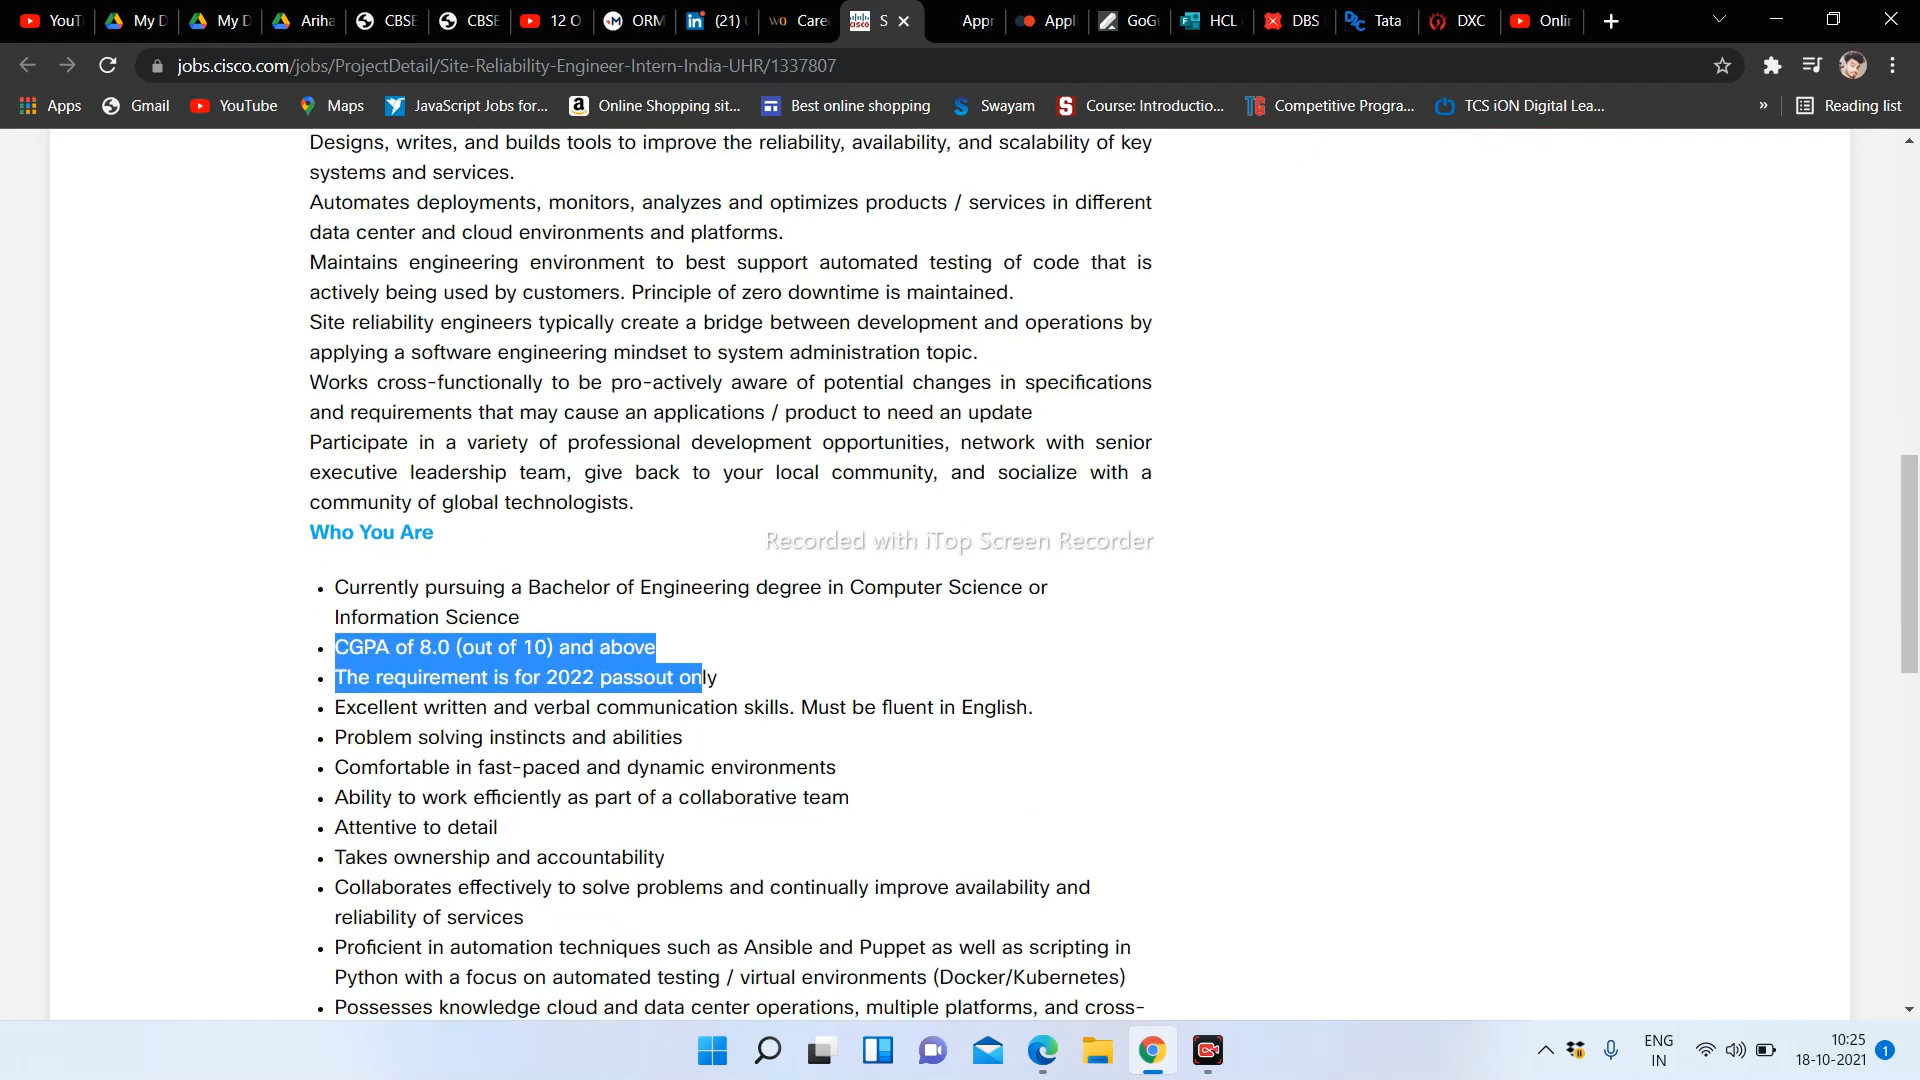 YouT My D My D Ariha CBSE CBSE 12 O ORM (21) Care S Appr Appl GoG HCL DBS Tata DXC Onlin
jobs.cisco.com/jobs/ProjectDetail/Site-Reliability-Engineer-Intern-India-UHR/1337807
Apps Gmail YouTube Maps JavaScript Jobs for... Online Shopping sit... Best online shopping Swayam Course: Introductio... Competitive Progra... TCS iON Digital Lea... » Reading list
Designs, writes, and builds tools to improve the reliability, availability, and scalability of key
systems and services.
Automates deployments, monitors, analyzes and optimizes products / services in different
data center and cloud environments and platforms.
Maintains engineering environment to best support automated testing of code that is
actively being used by customers. Principle of zero downtime is maintained.
Site reliability engineers typically create a bridge between development and operations by
applying a software engineering mindset to system administration topic.
Works cross-functionally to be pro-actively aware of potential changes in specifications
and requirements that may cause an applications / product to need an update
Participate in a variety of professional development opportunities, network with senior
executive leadership team, give back to your local community, and socialize with a
community of global technologists.
Who You Are
Recorded with iTop Screen Recorder
• Currently pursuing a Bachelor of Engineering degree in Computer Science or
Information Science
• CGPA of 8.0 (out of 10) and above
• The requirement is for 2022 passout only
• Excellent written and verbal communication skills. Must be fluent in English.
• Problem solving instincts and abilities
• Comfortable in fast-paced and dynamic environments
• Ability to work efficiently as part of a collaborative team
• Attentive to detail
• Takes ownership and accountability
• Collaborates effectively to solve problems and continually improve availability and
reliability of services
• Proficient in automation techniques such as Ansible and Puppet as well as scripting in
Python with a focus on automated testing / virtual environments (Docker/Kubernetes)
• Possesses knowledge cloud and data center operations, multiple platforms, and cross-
ENG
IN
10:25
18-10-2021
1